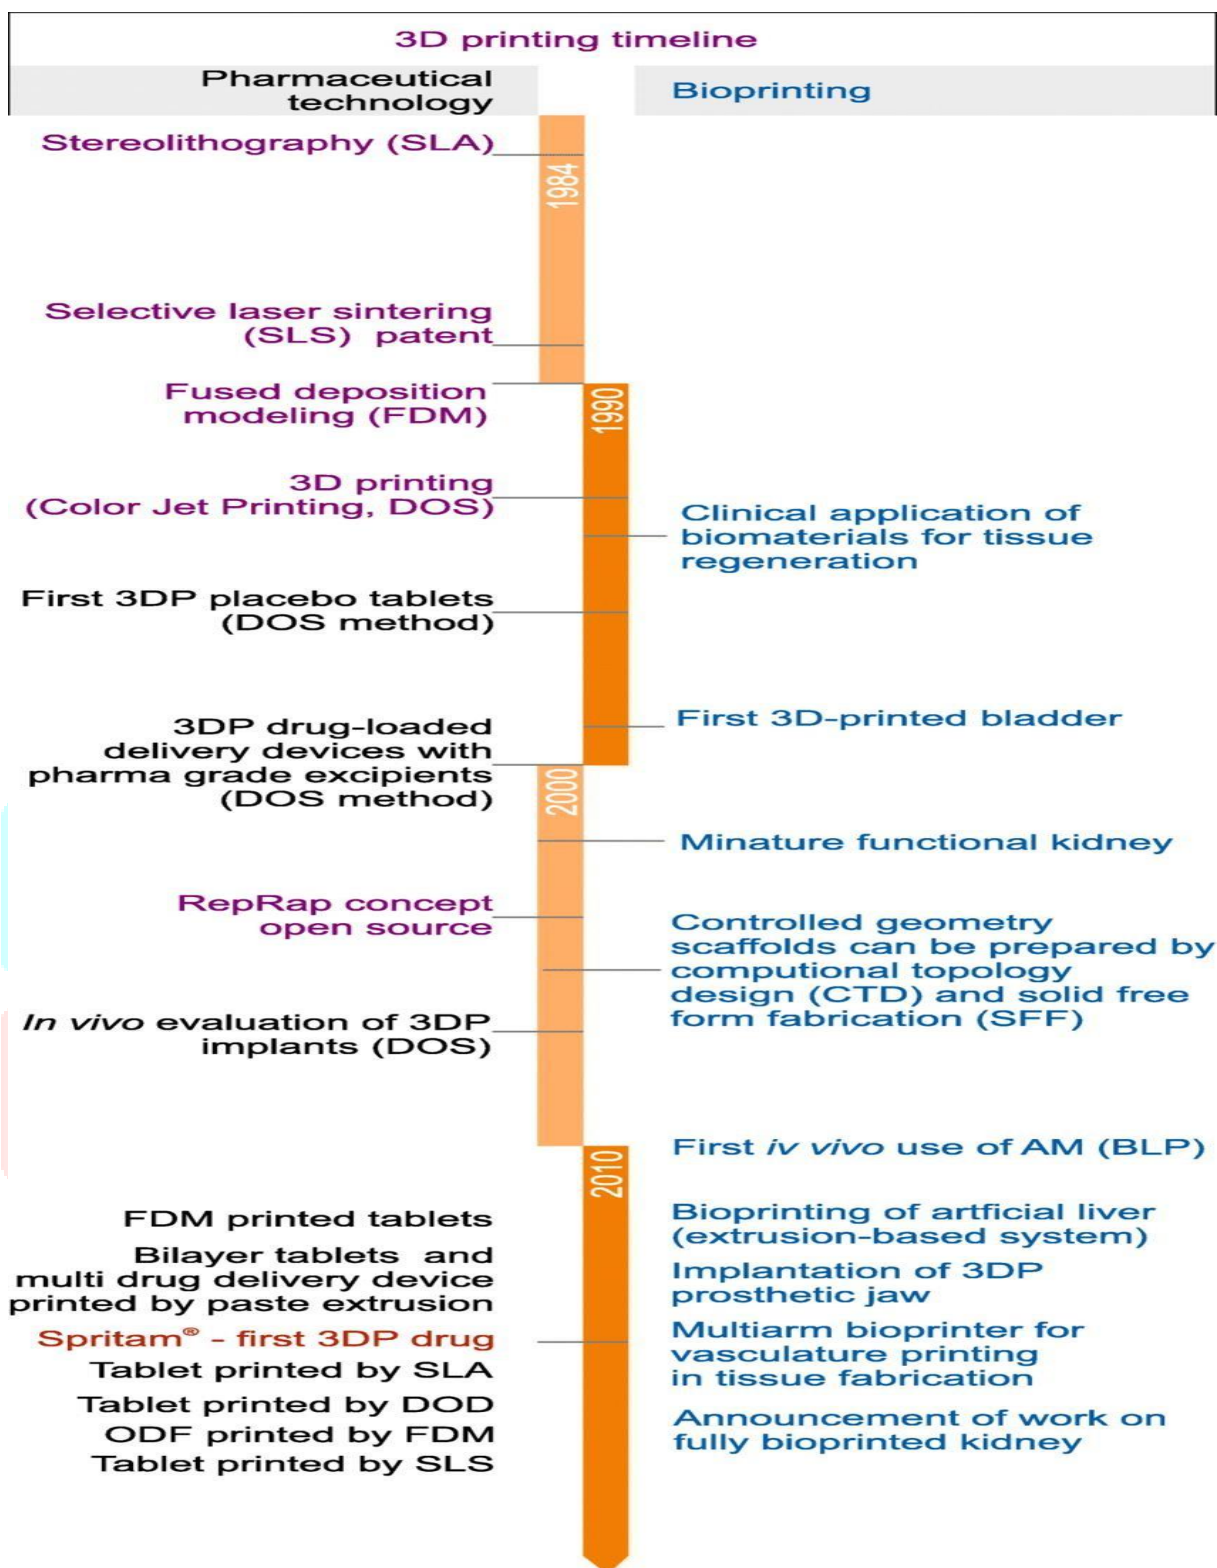 3D printing timeline
Pharmaceutical
technology
Bioprinting
Stereolithography (SLA)
1984
Selective laser sintering
(SLS) patent
Fused deposition
modeling (FDM)
1990
3D printing
(Color Jet Printing, DOS)
Clinical application of
biomaterials for tissue
regeneration
First 3DP placebo tablets
(DOS method)
First 3D-printed bladder
3DP drug-loaded
delivery devices with
pharma grade excipients
(DOS method)
2000
Minature functional kidney
RepRap concept
open source
Controlled geometry
scaffolds can be prepared by
computional topology
design (CTD) and solid free
form fabrication (SFF)
In vivo evaluation of 3DP
implants (DOS)
First iv vivo use of AM (BLP)
2010
FDM printed tablets
Bilayer tablets and
multi drug delivery device
printed by paste extrusion
Spritam® - first 3DP drug
Tablet printed by SLA
Tablet printed by DOD
ODF printed by FDM
Tablet printed by SLS
Bioprinting of artficial liver
(extrusion-based system)
Implantation of 3DP
prosthetic jaw
Multiarm bioprinter for
vasculature printing
in tissue fabrication
Announcement of work on
fully bioprinted kidney